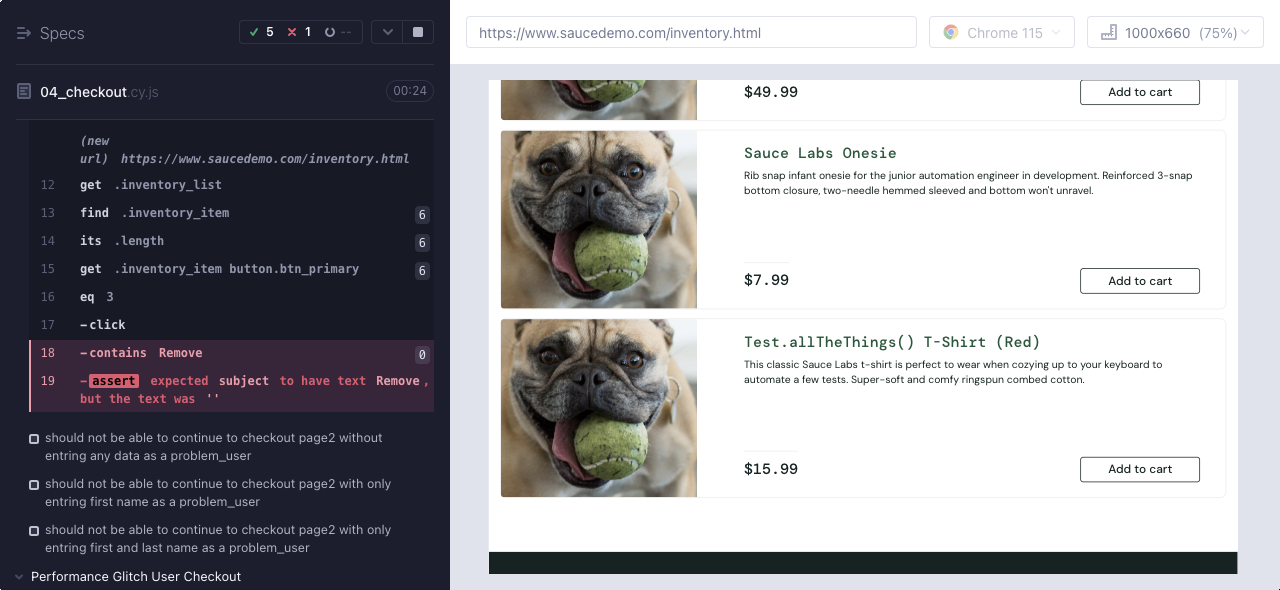 Specs
5 1 --
04_checkout.cy.js 00:24
(new
url) https://www.saucedemo.com/inventory.html
12 get .inventory_list
13 find .inventory_item 6
14 its .length 6
15 get .inventory_item button.btn_primary 6
16 eq 3
17 -click
18 -contains Remove 0
19 -assert expected subject to have text Remove,
but the text was ''
should not be able to continue to checkout page2 without
entring any data as a problem_user
should not be able to continue to checkout page2 with only
entring first name as a problem_user
should not be able to continue to checkout page2 with only
entring first and last name as a problem_user
Performance Glitch User Checkout
https://www.saucedemo.com/inventory.html
Chrome 115
1000x660 (75%)
$49.99 Add to cart
Sauce Labs Onesie
Rib snap infant onesie for the junior automation engineer in development. Reinforced 3-snap
bottom closure, two-needle hemmed sleeved and bottom won't unravel.
$7.99 Add to cart
Test.allTheThings() T-Shirt (Red)
This classic Sauce Labs t-shirt is perfect to wear when cozying up to your keyboard to
automate a few tests. Super-soft and comfy ringspun combed cotton.
$15.99 Add to cart